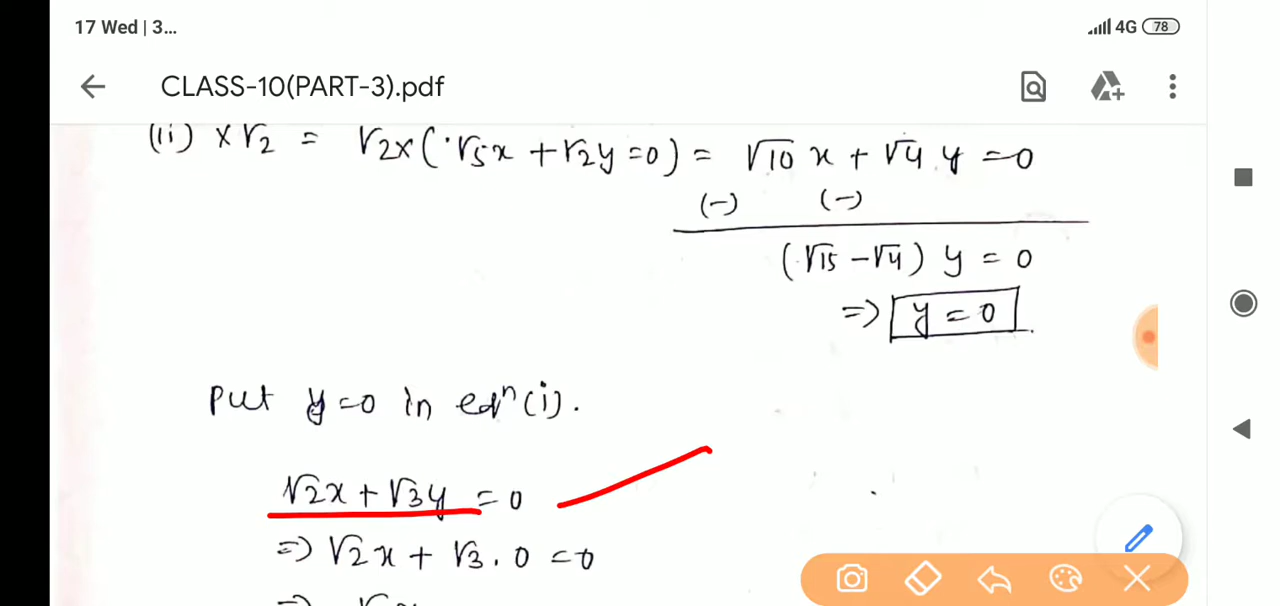 17 Wed | 3...
4G 78
CLASS-10(PART-3).pdf
(ii) × √2 = √2×(√5x + √2y = 0) = √10 x + √4 y = 0
(-) (-)
(√15 - √4) y = 0
=> y = 0
Put y=0 in eqⁿ(i).
√2x + √3y = 0
=> √2x + √3 . 0 = 0
=>